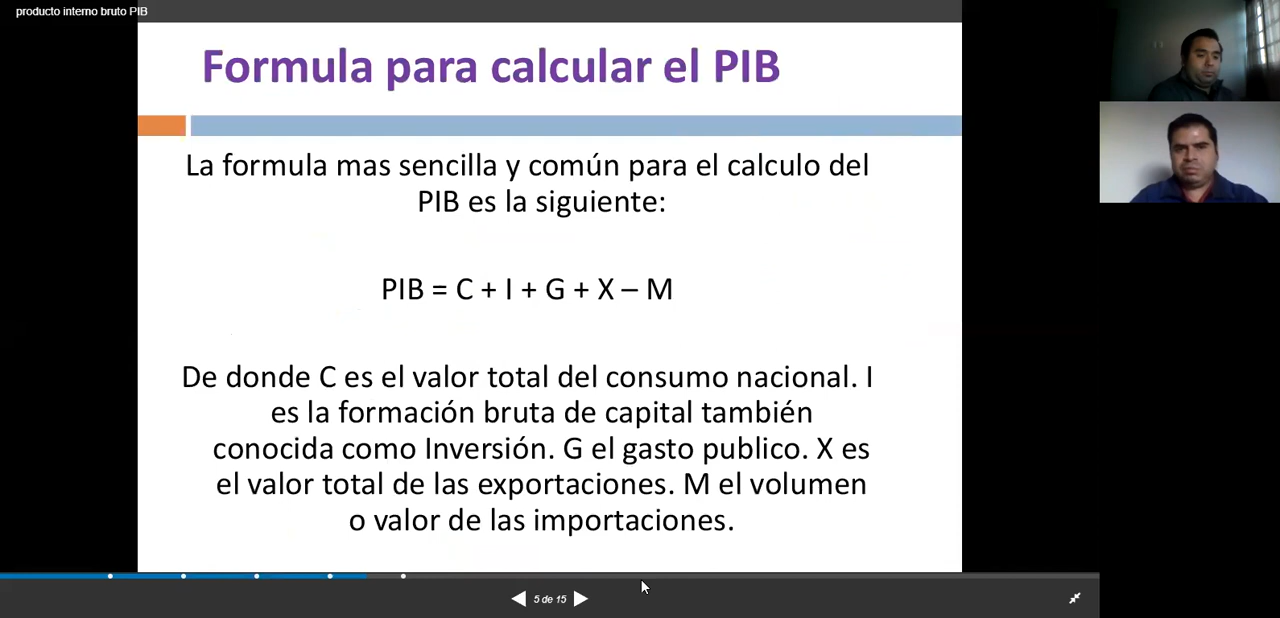 producto interno bruto PIB
Formula para calcular el PIB
La formula mas sencilla y común para el calculo del
PIB es la siguiente:
PIB = C + I + G + X – M
De donde C es el valor total del consumo nacional. I
es la formación bruta de capital también
conocida como Inversión. G el gasto publico. X es
el valor total de las exportaciones. M el volumen
o valor de las importaciones.
5 de 15